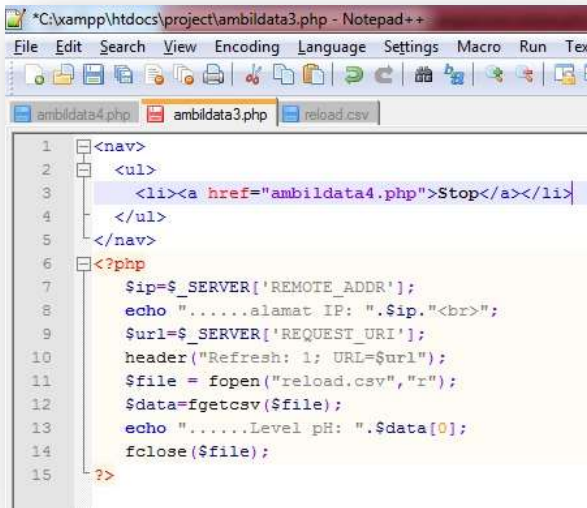 *C:\xampp\htdocs\project\ambildata3.php - Notepad++
File Edit Search View Encoding Language Settings Macro Run
ambildata4.php ambildata3.php reload.csv
1 <nav>
2 <ul>
3 <li><a href="ambildata4.php">Stop</a></li>
4 </ul>
5 </nav>
6 <?php
7 $ip=$_SERVER['REMOTE_ADDR'];
8 echo "......alamat IP: ".$ip."<br>";
9 $url=$_SERVER['REQUEST_URI'];
10 header("Refresh: 1; URL=$url");
11 $file = fopen("reload.csv","r");
12 $data=fgetcsv($file);
13 echo "......Level pH: ".$data[0];
14 fclose($file);
15 ?>